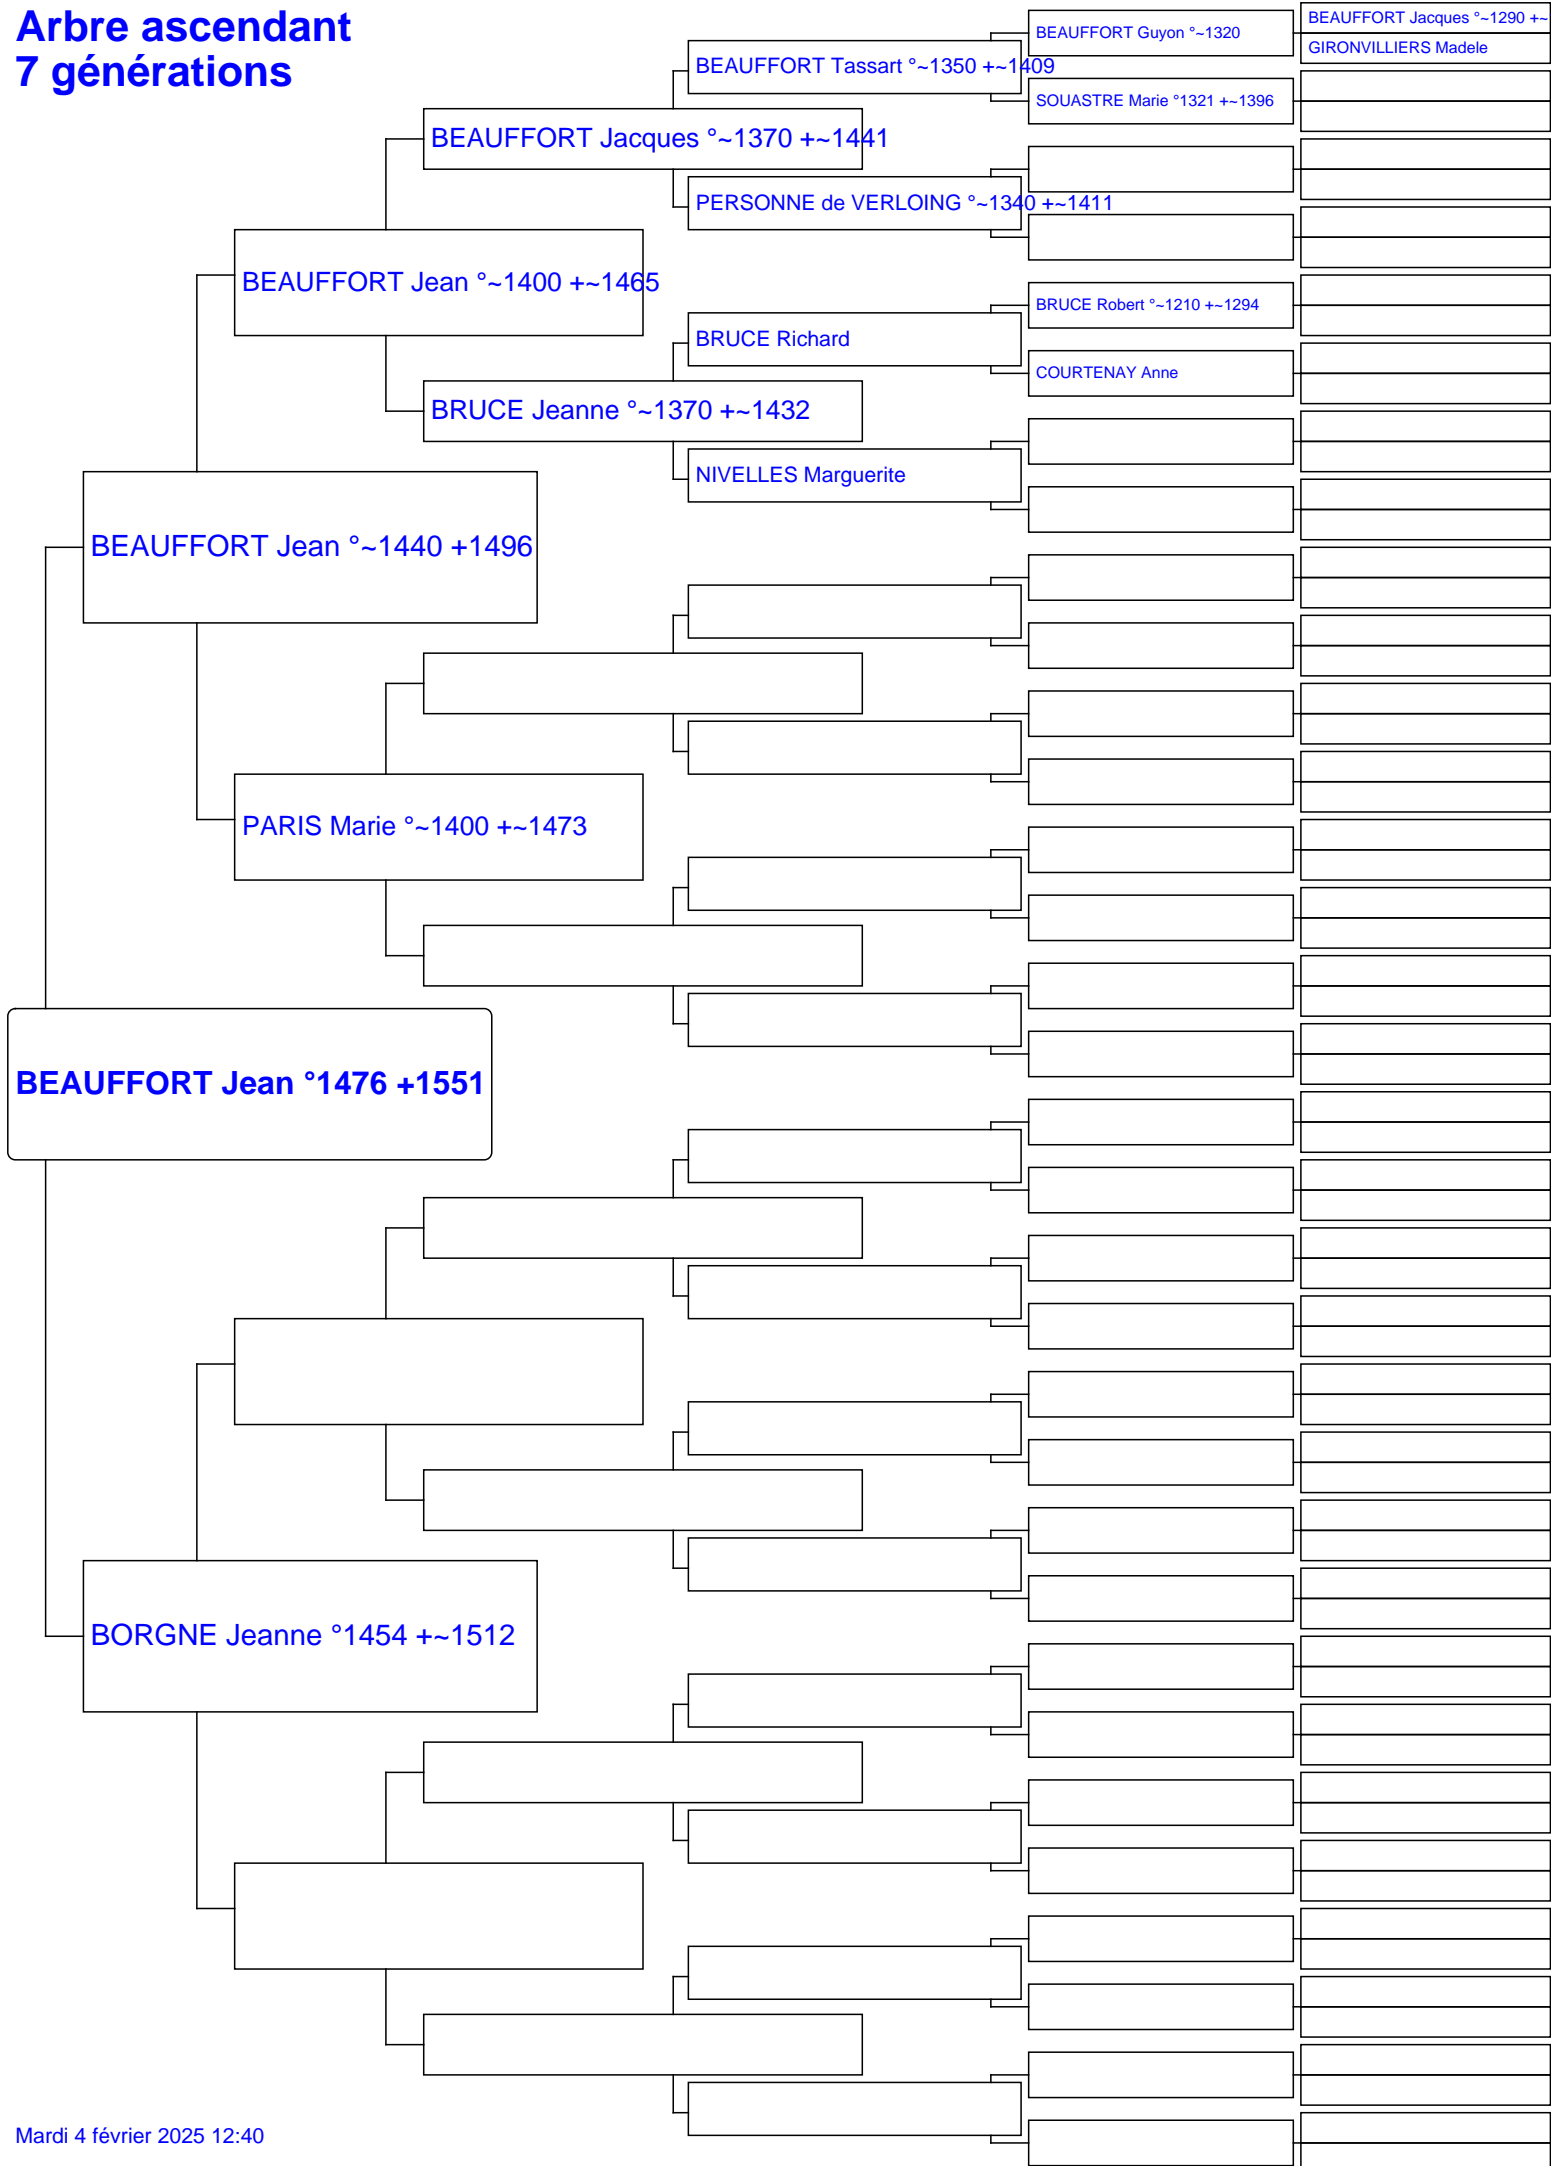 Arbre ascendant
7 générations
BEAUFFORT Jacques °~1290 +~
GIRONVILLIERS Madele
BEAUFFORT Guyon °~1320
BEAUFFORT Tassart °~1350 +~1409
SOUASTRE Marie °1321 +~1396
BEAUFFORT Jacques °~1370 +~1441
PERSONNE de VERLOING °~1340 +~1411
BEAUFFORT Jean °~1400 +~1465
BRUCE Robert °~1210 +~1294
BRUCE Richard
COURTENAY Anne
BRUCE Jeanne °~1370 +~1432
NIVELLES Marguerite
BEAUFFORT Jean °~1440 +1496
PARIS Marie °~1400 +~1473
BEAUFFORT Jean °1476 +1551
BORGNE Jeanne °1454 +~1512
Mardi 4 février 2025 12:40